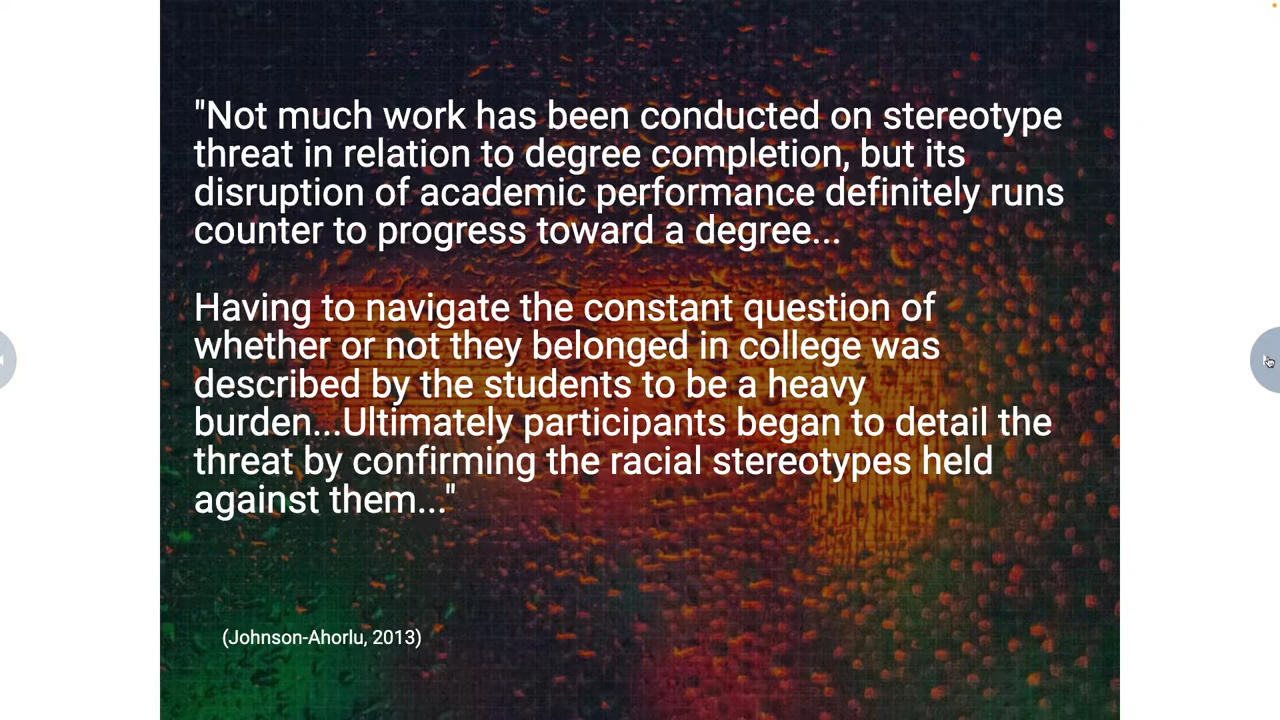 "Not much work has been conducted on stereotype
threat in relation to degree completion, but its
disruption of academic performance definitely runs
counter to progress toward a degree...
Having to navigate the constant question of
whether or not they belonged in college was
described by the students to be a heavy
burden...Ultimately participants began to detail the
threat by confirming the racial stereotypes held
against them..."
(Johnson-Ahorlu, 2013)